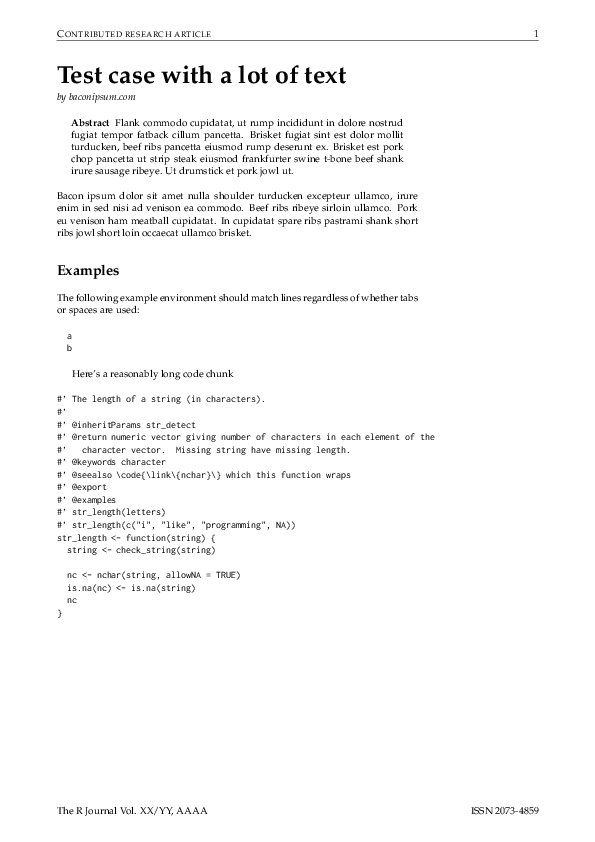 CONTRIBUTED RESEARCH ARTICLE 1
Test case with a lot of text
by baconipsum.com
Abstract Flank commodo cupidatat, ut rump incididunt in dolore nostrud
fugiat tempor fatback cillum pancetta. Brisket fugiat sint est dolor mollit
turducken, beef ribs pancetta eiusmod rump deserunt ex. Brisket est pork
chop pancetta ut strip steak eiusmod frankfurter swine t-bone beef shank
irure sausage ribeye. Ut drumstick et pork jowl ut.
Bacon ipsum dolor sit amet nulla shoulder turducken excepteur ullamco, irure
enim in sed nisi ad venison ea commodo. Beef ribs ribeye sirloin ullamco. Pork
eu venison ham meatball cupidatat. In cupidatat spare ribs pastrami shank short
ribs jowl short loin occaecat ullamco brisket.
Examples
The following example environment should match lines regardless of whether tabs
or spaces are used:
a
b
Here's a reasonably long code chunk
#' The length of a string (in characters).
#'
#' @inheritParams str_detect
#' @return numeric vector giving number of characters in each element of the
#'   character vector.  Missing string have missing length.
#' @keywords character
#' @seealso \code{\link\{nchar}\} which this function wraps
#' @export
#' @examples
#' str_length(letters)
#' str_length(c("i", "like", "programming", NA))
str_length <- function(string) {
  string <- check_string(string)
  nc <- nchar(string, allowNA = TRUE)
  is.na(nc) <- is.na(string)
  nc
}
The R Journal Vol. XX/YY, AAAA ISSN 2073-4859